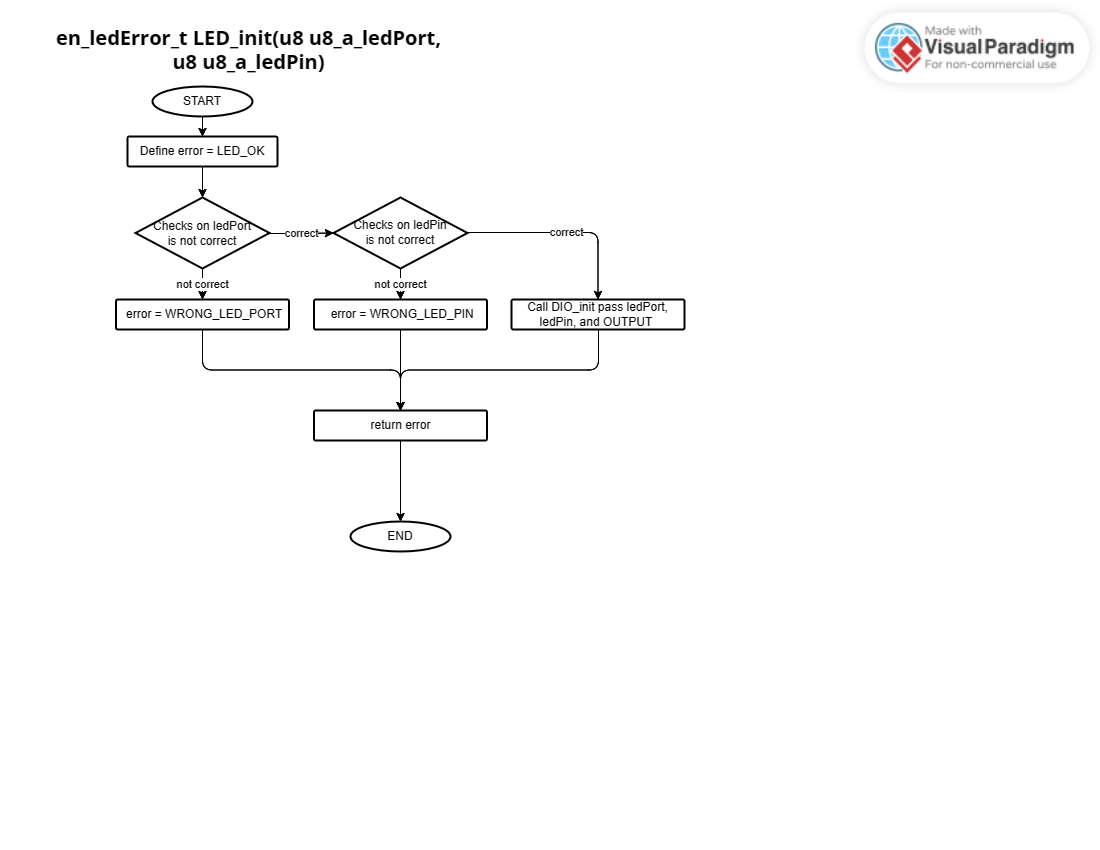 en_ledError_t LED_init(u8 u8_a_ledPort,
u8 u8_a_ledPin)
Made with
VisualParadigm
For non-commercial use
START
Define error = LED_OK
Checks on ledPort
is not correct
correct
Checks on ledPin
is not correct
correct
not correct
not correct
error = WRONG_LED_PORT
error = WRONG_LED_PIN
Call DIO_init pass ledPort,
ledPin, and OUTPUT
return error
END